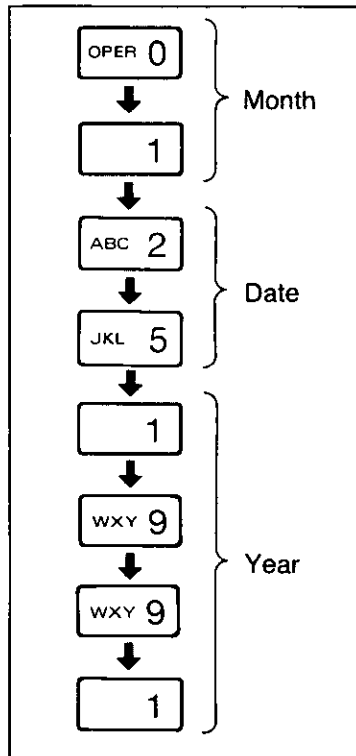 OPER 0
Month
1
ABC 2
Date
JKL 5
1
WXY 9
Year
WXY 9
1